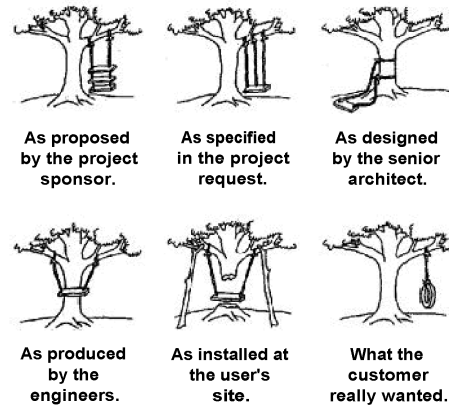 As proposed
by the project
sponsor.
As specified
in the project
request.
As designed
by the senior
architect.
As produced
by the
engineers.
As installed at
the user's
site.
What the
customer
really wanted.